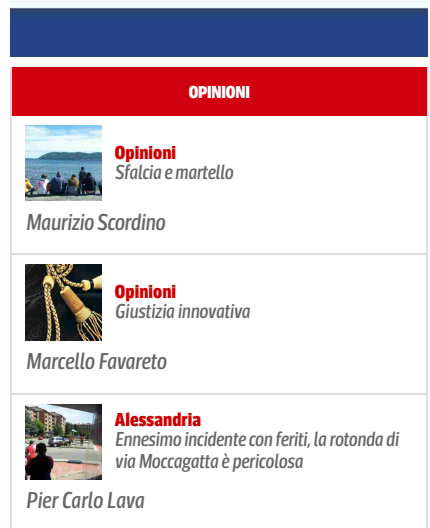 OPINIONI
Opinioni
Sfalcia e martello
Maurizio Scordino
Opinioni
Giustizia innovativa
Marcello Favareto
Alessandria
Ennesimo incidente con feriti, la rotonda di
via Moccagatta è pericolosa
Pier Carlo Lava